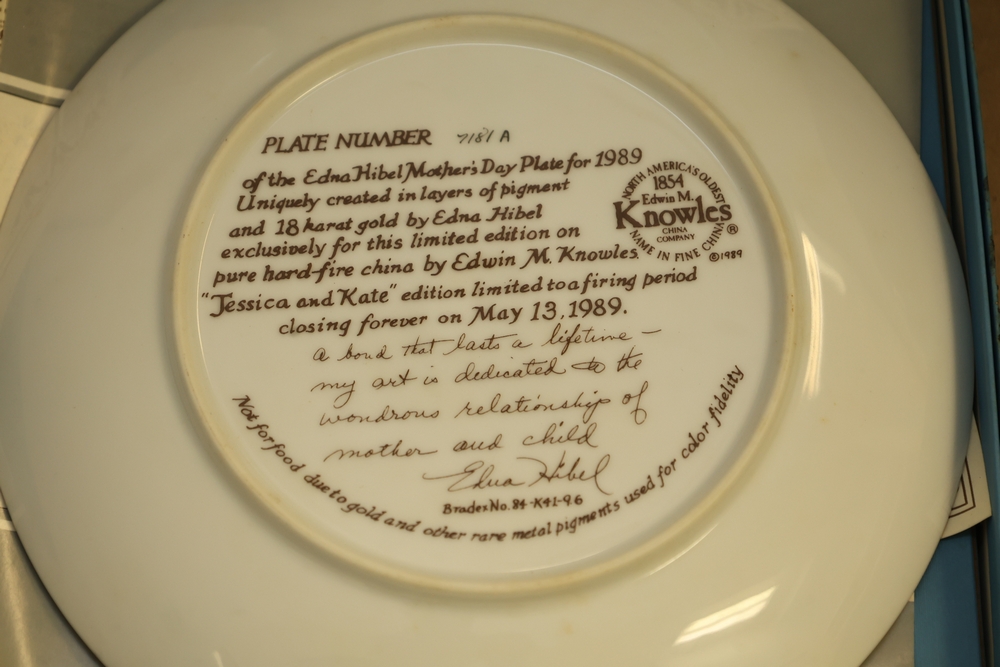 PLATE NUMBER 7181 A
of the Edna Hibel Mother's Day Plate for 1989
Uniquely created in layers of pigment
and 18 karat gold by Edna Hibel
exclusively for this limited edition on
pure hard-fire china by Edwin M. Knowles.
"Jessica and Kate" edition limited to a firing period
closing forever on May 13, 1989.
NORTH AMERICA'S OLDEST
1854
Edwin M.
Knowles
CHINA
COMPANY
NAME IN FINE CHINA ®
©1989
a bond that lasts a lifetime —
my art is dedicated to the
wondrous relationship of
mother and child
Edna Hibel
Bradex No. 84-K41-9.6
Not for food due to gold and other rare metal pigments used for color fidelity